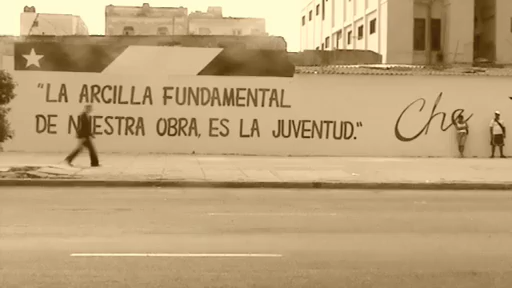 "LA ARCILLA FUNDAMENTAL
DE NUESTRA OBRA, ES LA JUVENTUD."
Che